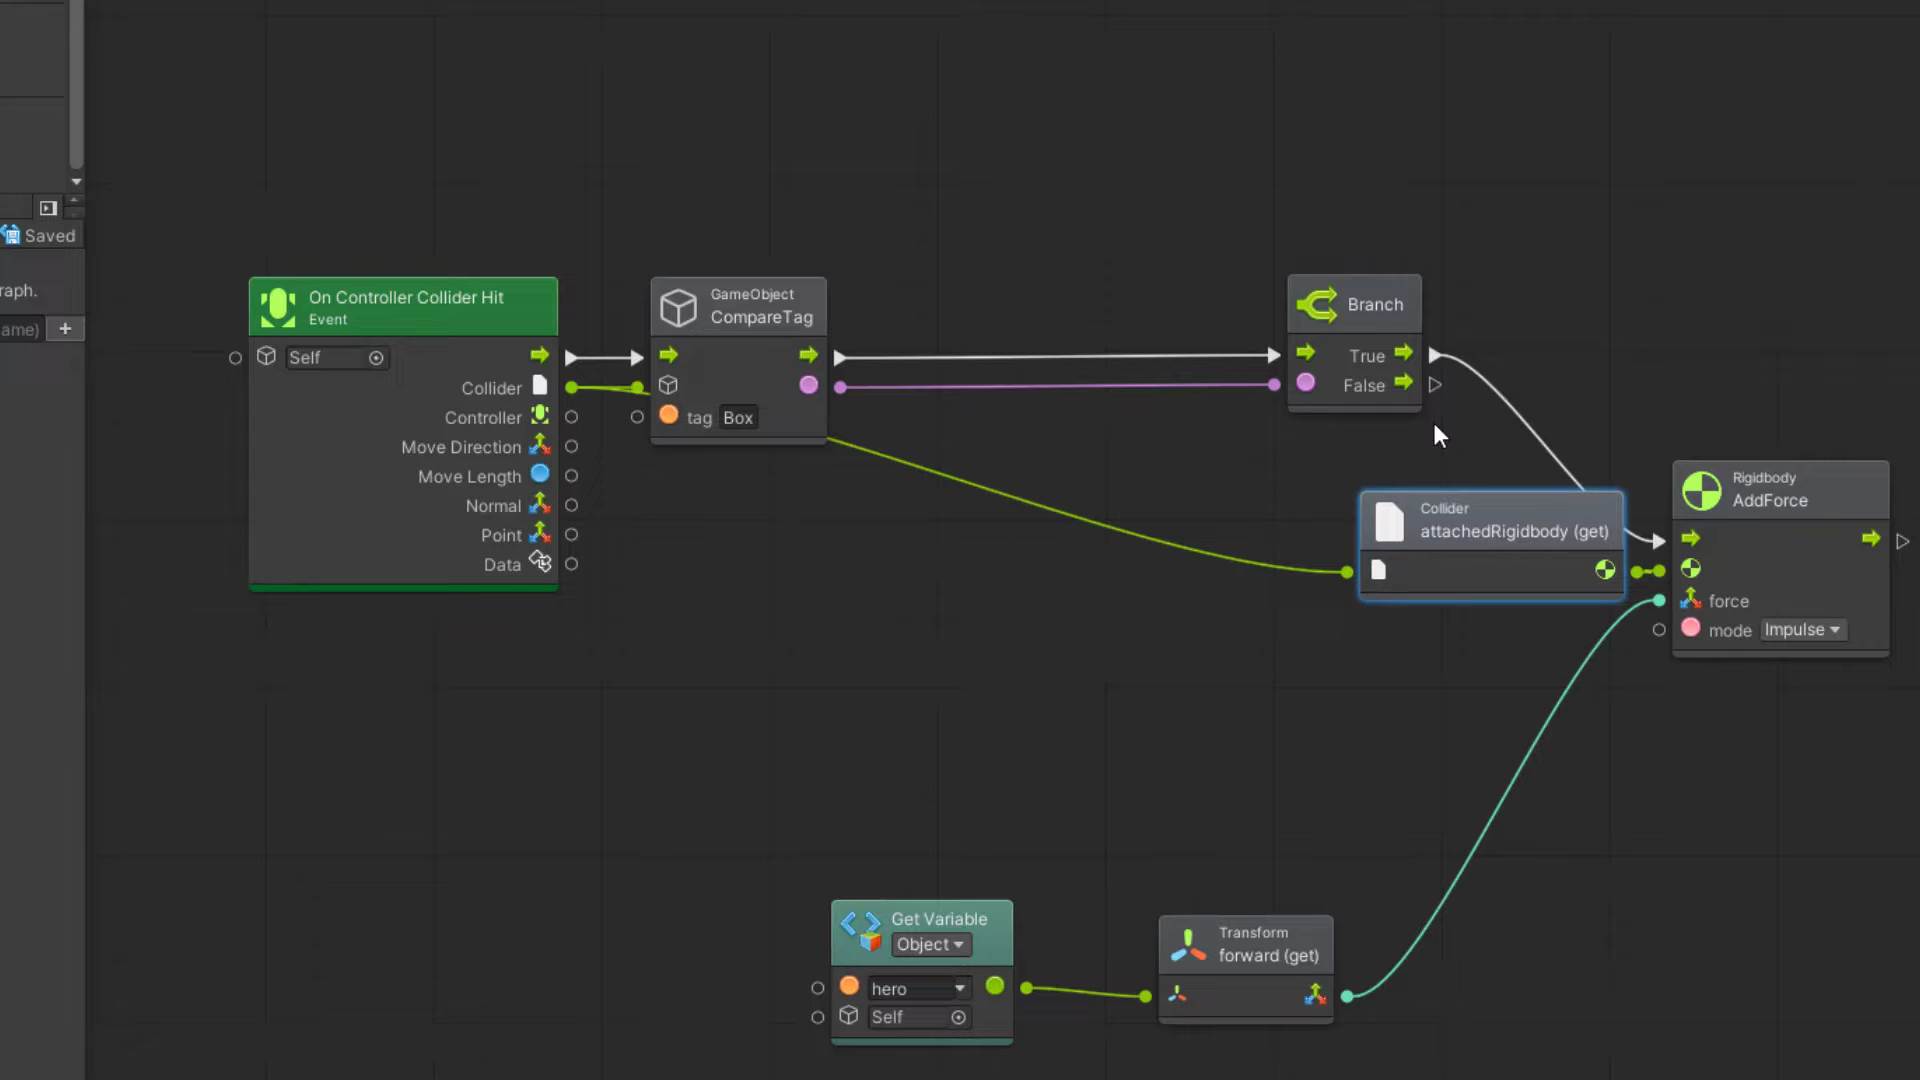 Saved
raph.
ame) +
On Controller Collider Hit
Event
Self
Collider
Controller
Move Direction
Move Length
Normal
Point
Data
GameObject
CompareTag
tag Box
Branch
True
False
Collider
attachedRigidbody (get)
Rigidbody
AddForce
force
mode Impulse
Get Variable
Object
hero
Self
Transform
forward (get)